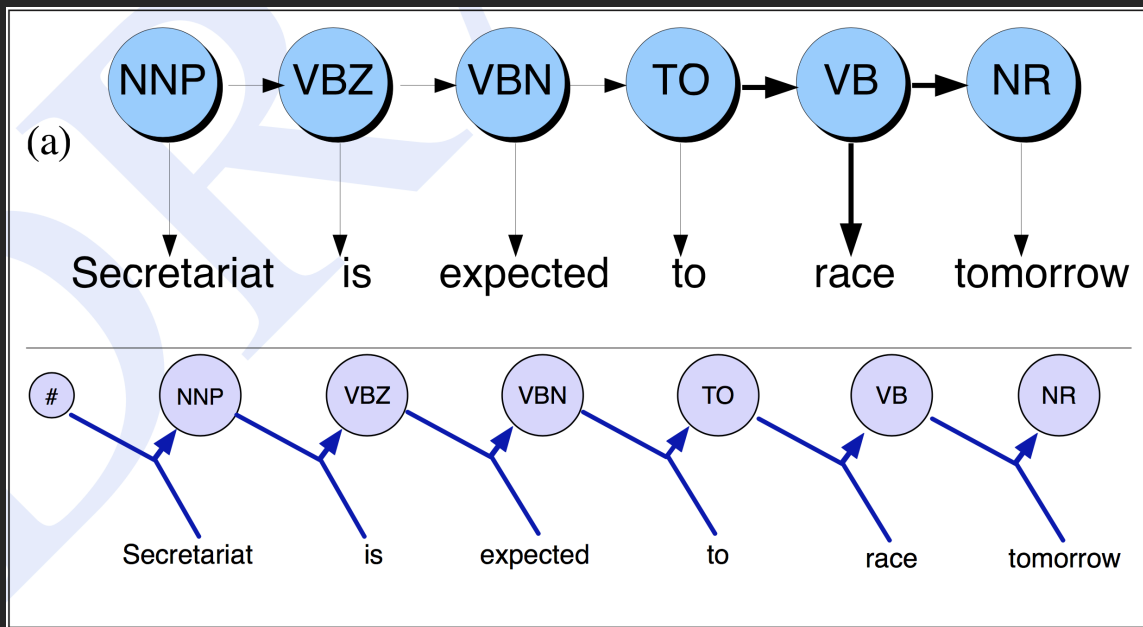 NNP VBZ VBN TO VB NR
(a)
Secretariat is expected to race tomorrow
# NNP VBZ VBN TO VB NR
Secretariat is expected to race tomorrow